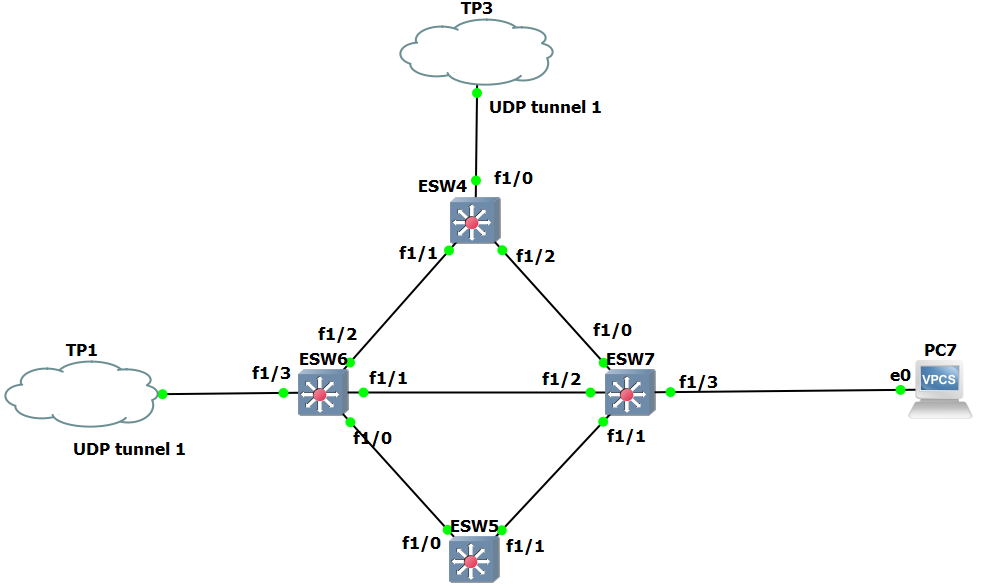 TP3
UDP tunnel 1
f1/0
ESW4
f1/1
f1/2
f1/2
f1/0
TP1
ESW6
ESW7
PC7
f1/3
f1/1
f1/2
f1/3
e0
VPCS
UDP tunnel 1
f1/0
f1/1
ESW5
f1/0
f1/1